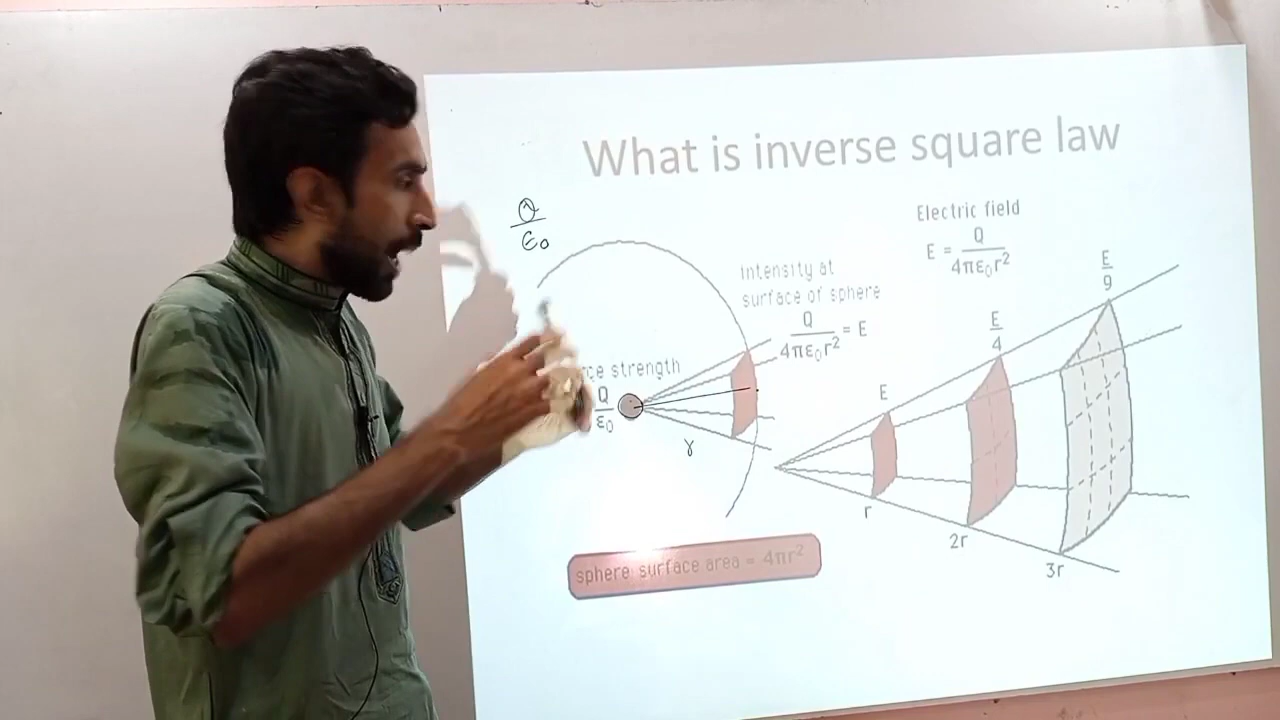 What is inverse square law
Q
ε₀
Electric field
E = Q
4πε₀r²
Intensity at
surface of sphere
Q
4πε₀r² = E
strength
Q
ε₀
r
E
E
4
E
9
r
2r
3r
sphere surface area = 4πr²